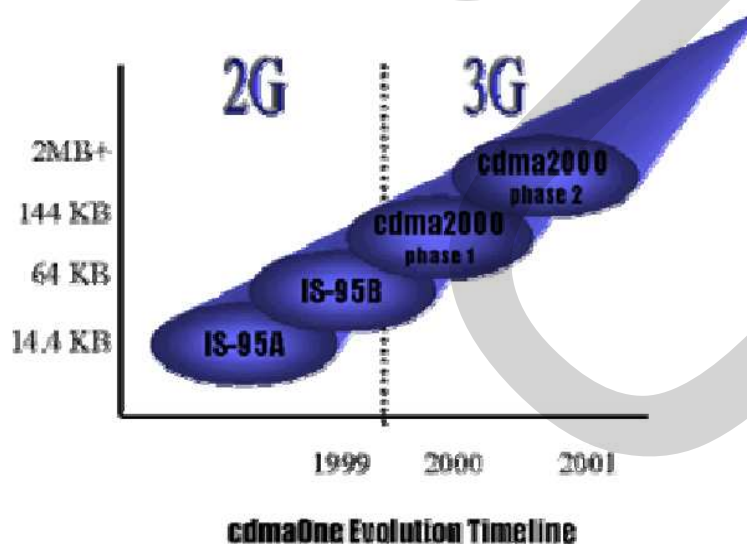 2G
3G
2MB+
144 KB
64 KB
14.4 KB
cdma2000
phase 2
cdma2000
phase 1
IS-95B
IS-95A
1999
2000
2001
cdmaOne Evolution Timeline